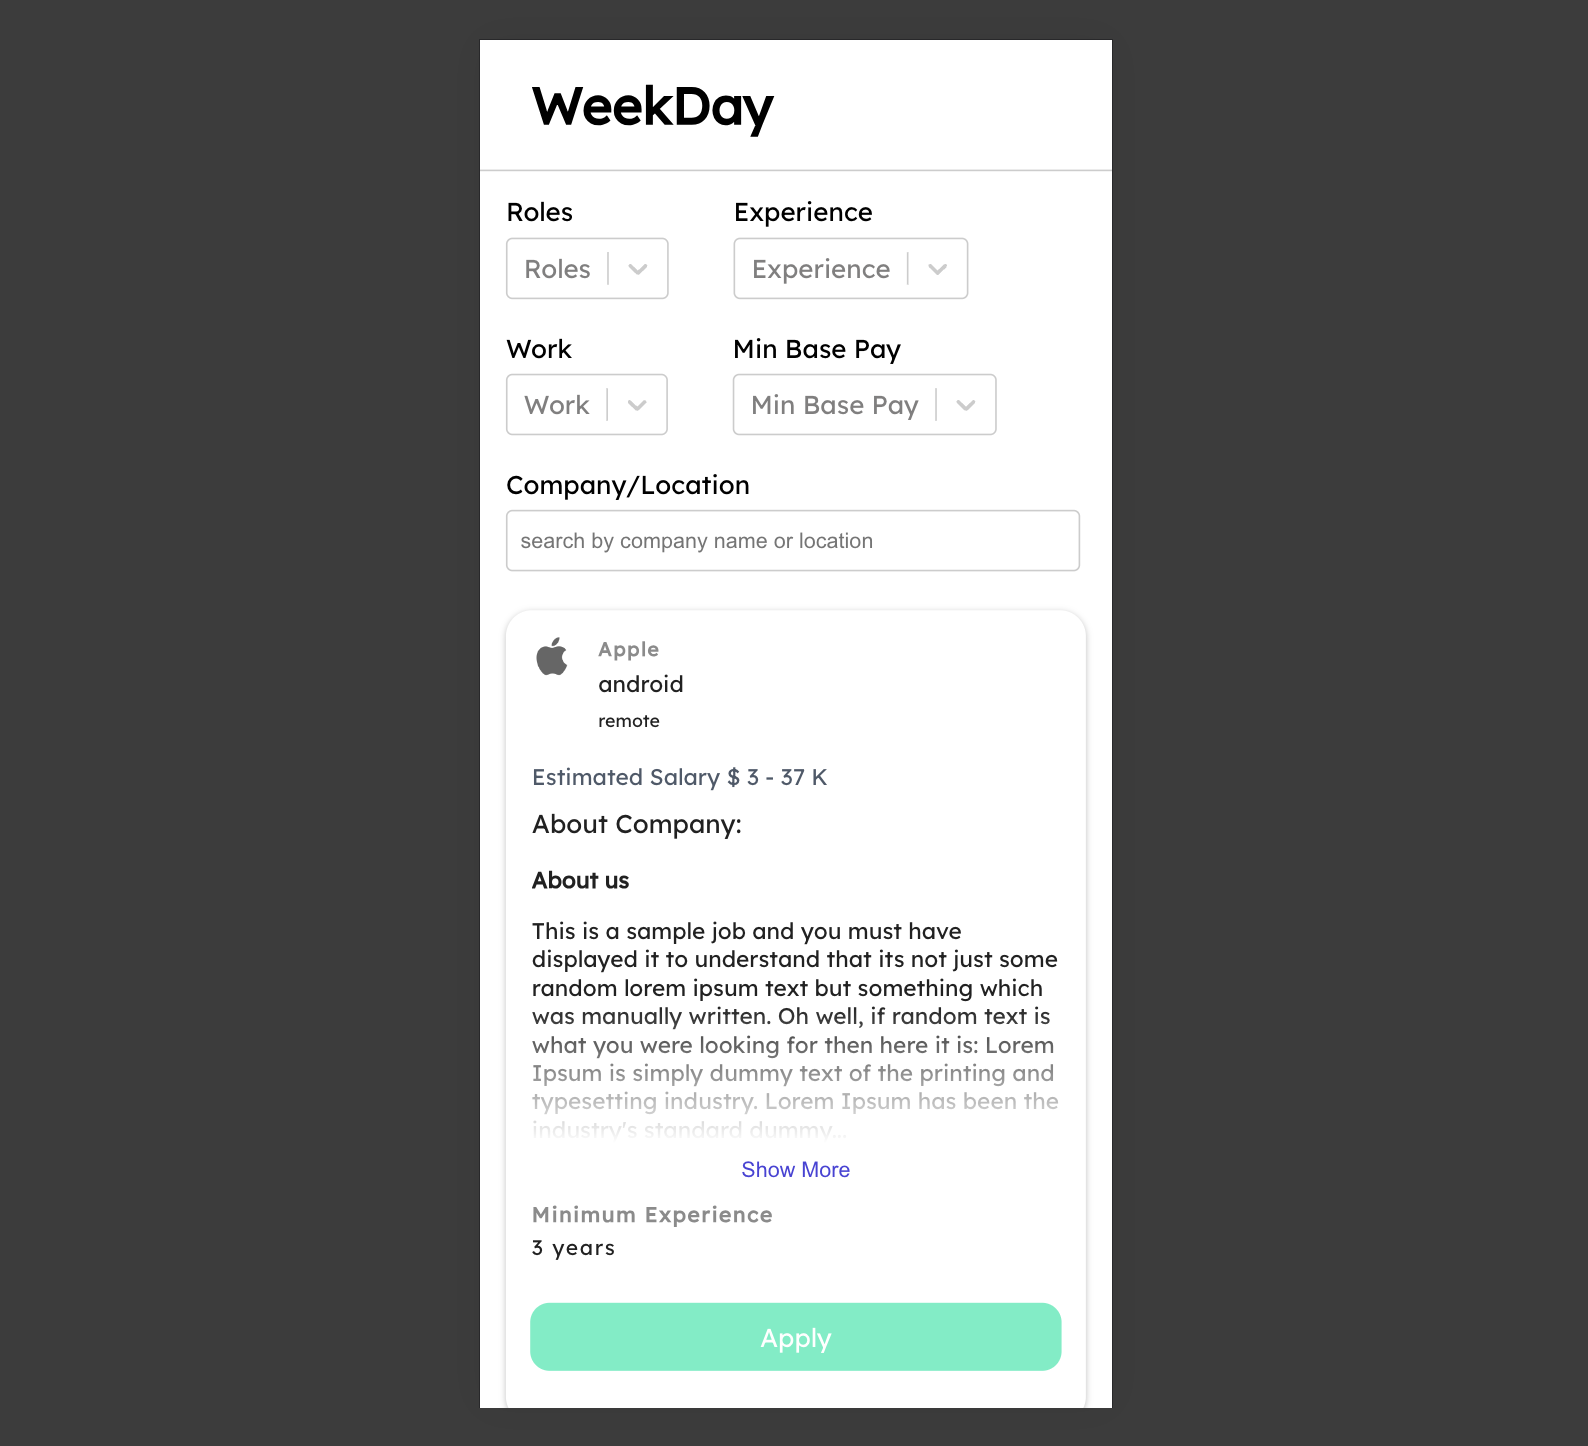 WeekDay
Roles
Experience
Roles
Experience
Work
Min Base Pay
Work
Min Base Pay
Company/Location
search by company name or location
Apple
android
remote
Estimated Salary $ 3 - 37 K
About Company:
About us
This is a sample job and you must have
displayed it to understand that its not just some
random lorem ipsum text but something which
was manually written. Oh well, if random text is
what you were looking for then here it is: Lorem
Ipsum is simply dummy text of the printing and
typesetting industry. Lorem Ipsum has been the
industry's standard dummy...
Show More
Minimum Experience
3 years
Apply